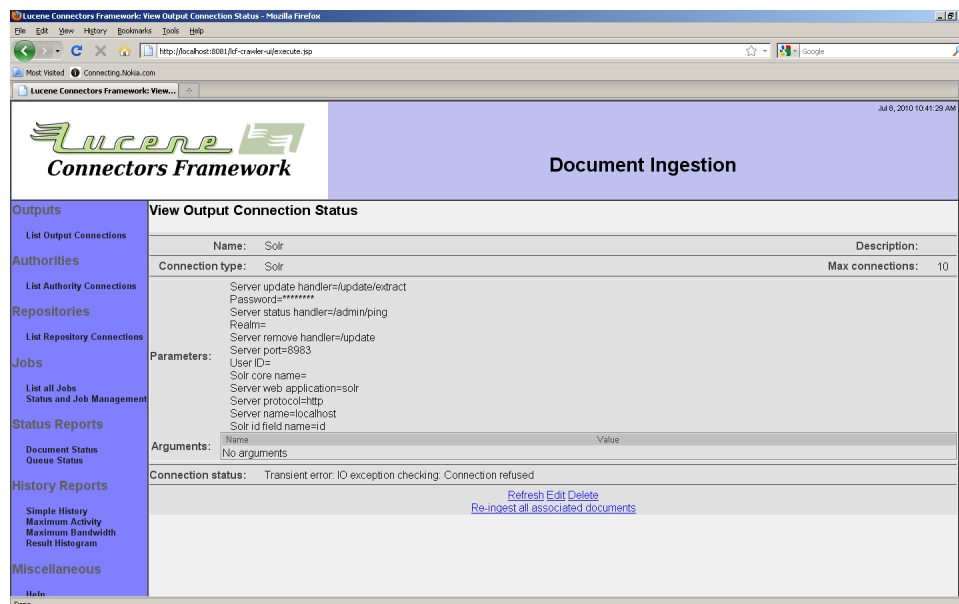 Lucene Connectors Framework: View Output Connection Status - Mozilla Firefox
File Edit View History Bookmarks Tools Help
http://localhost:8081/lcf-crawler-ui/execute.jsp
Google
Most Visited Connecting.Nokia.com
Lucene Connectors Framework: View...
Jul 8, 2010 10:41:29 AM
Lucene
Connectors Framework
Document Ingestion
Outputs
List Output Connections
Authorities
List Authority Connections
Repositories
List Repository Connections
Jobs
List all Jobs
Status and Job Management
Status Reports
Document Status
Queue Status
History Reports
Simple History
Maximum Activity
Maximum Bandwidth
Result Histogram
Miscellaneous
Help
View Output Connection Status
Name: Solr Description:
Connection type: Solr Max connections: 10
Parameters:
Server update handler=/update/extract
Password=********
Server status handler=/admin/ping
Realm=
Server remove handler=/update
Server port=8983
User ID=
Solr core name=
Server web application=solr
Server protocol=http
Server name=localhost
Solr id field name=id
Arguments:
Name Value
No arguments
Connection status: Transient error: IO exception checking: Connection refused
Refresh Edit Delete
Re-ingest all associated documents